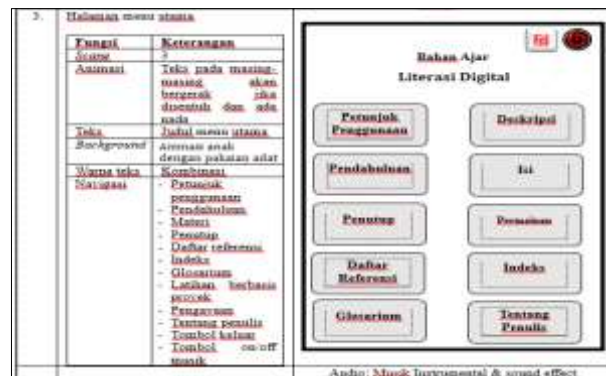 3.
Halaman menu utama
Fungsi Keterangan
Scene 3
Animasi Teks pada masing-
masing akan
bergerak jika
disentuh dan ada
nada
Teks Judul menu utama
Background Animasi anak
dengan pakaian adat
Warna teks Kombinasi
Navigasi - Petunjuk
penggunaan
- Pendahuluan
- Materi
- Penutup
- Daftar referensi
- Indeks
- Glosarium
- Latihan berbasis
proyek
- Pengayaan
- Tentang penulis
- Tombol keluar
- Tombol on/off
musik
Bahan Ajar
Literasi Digital
Petunjuk
Penggunaan
Deskripsi
Pendahuluan
Isi
Penutup
Permainan
Daftar
Referensi
Indeks
Glosarium
Tentang
Penulis
Audio: Musik Instrumental & sound effect